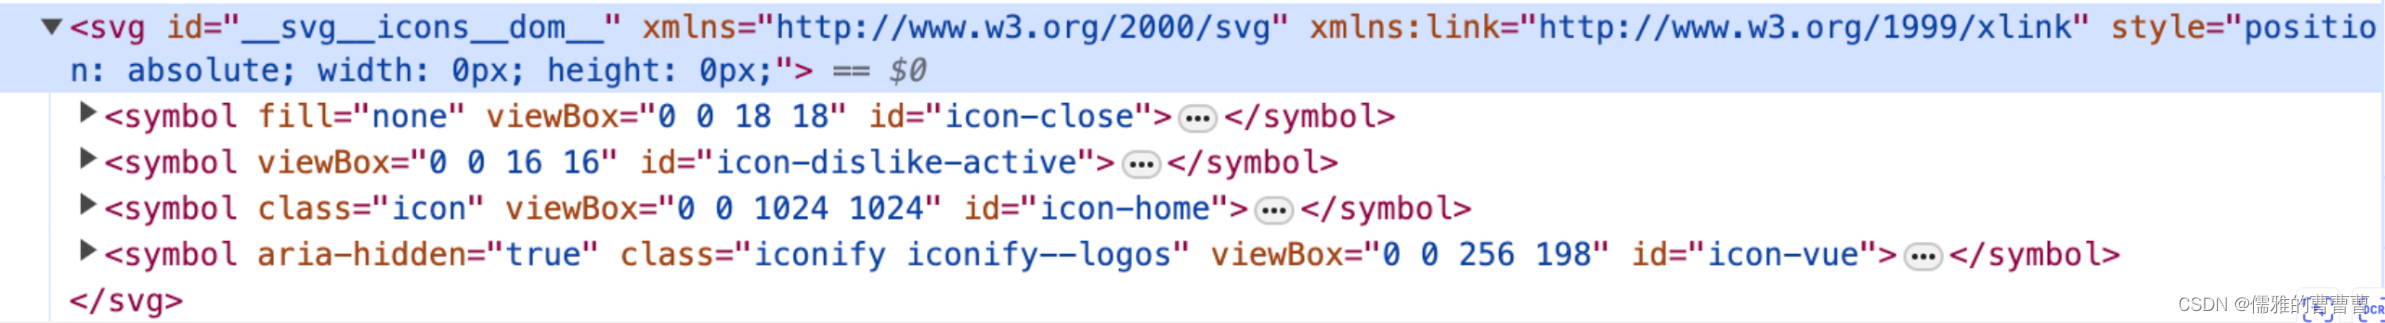 ▼<svg id="__svg__icons__dom__" xmlns="http://www.w3.org/2000/svg" xmlns:link="http://www.w3.org/1999/xlink" style="positio
n: absolute; width: 0px; height: 0px;"> == $0
▶<symbol fill="none" viewBox="0 0 18 18" id="icon-close">…</symbol>
▶<symbol viewBox="0 0 16 16" id="icon-dislike-active">…</symbol>
▶<symbol class="icon" viewBox="0 0 1024 1024" id="icon-home">…</symbol>
▶<symbol aria-hidden="true" class="iconify iconify--logos" viewBox="0 0 256 198" id="icon-vue">…</symbol>
</svg>
CSDN @儒雅的曹曹曹 OCR